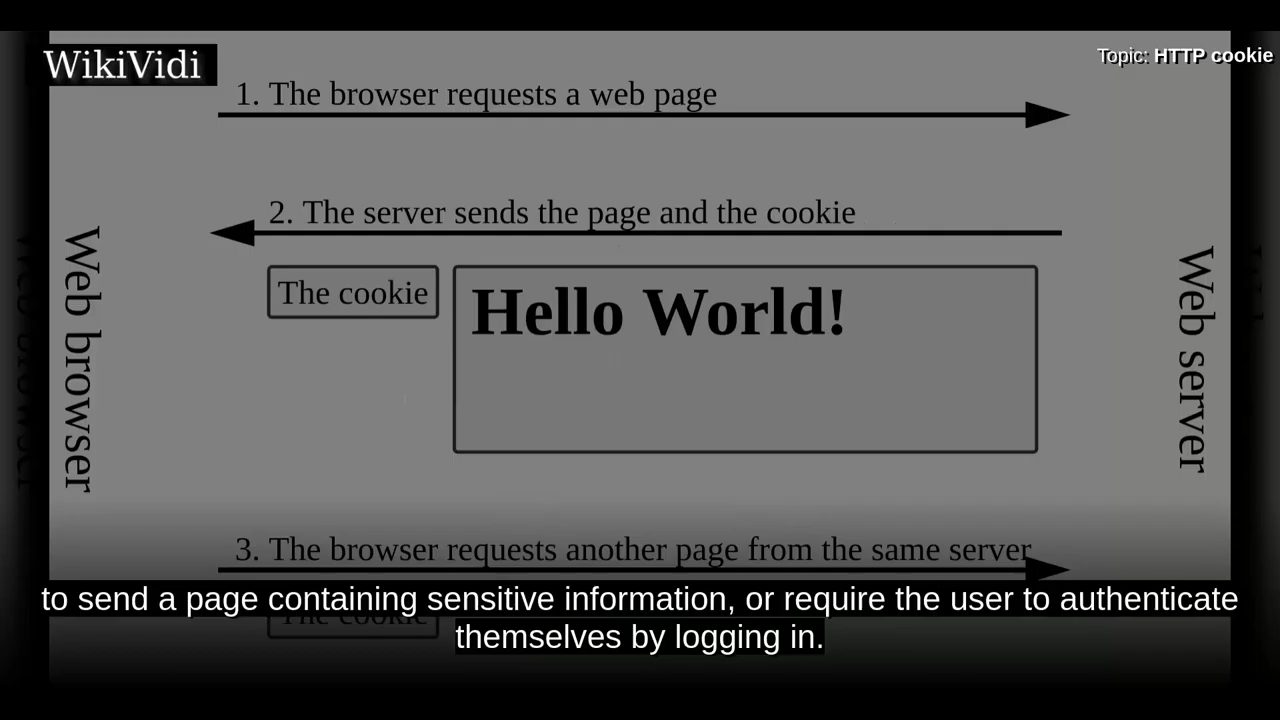 WikiVidi
Topic: HTTP cookie
1. The browser requests a web page
2. The server sends the page and the cookie
Web browser
The cookie
Hello World!
Web server
3. The browser requests another page from the same server
The cookie
to send a page containing sensitive information, or require the user to authenticate
themselves by logging in.